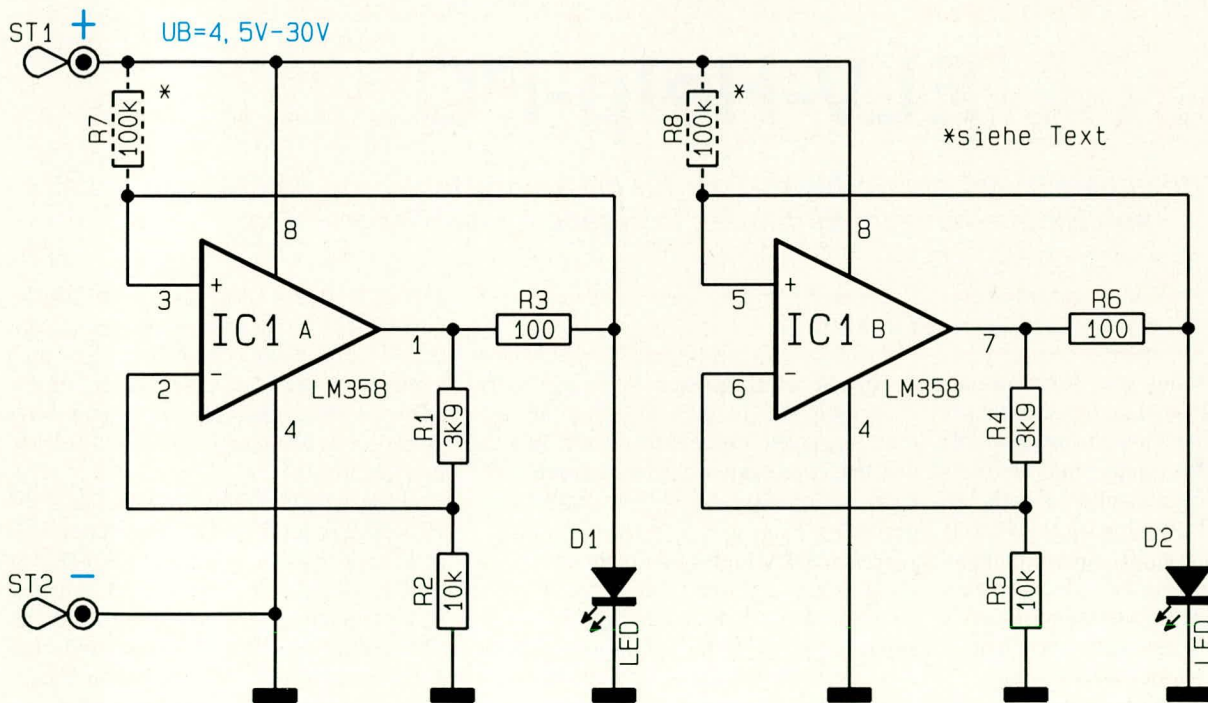 ST1 + UB=4, 5V-30V
R7 100k *
R8 100k *
*siehe Text
8
3 +
IC1 A
1
R3
100
2 −
LM358
4
R1 3k9
R2 10k
D1
LED
8
5 +
IC1 B
7
R6
100
6 −
LM358
4
R4 3k9
R5 10k
D2
LED
ST2 −